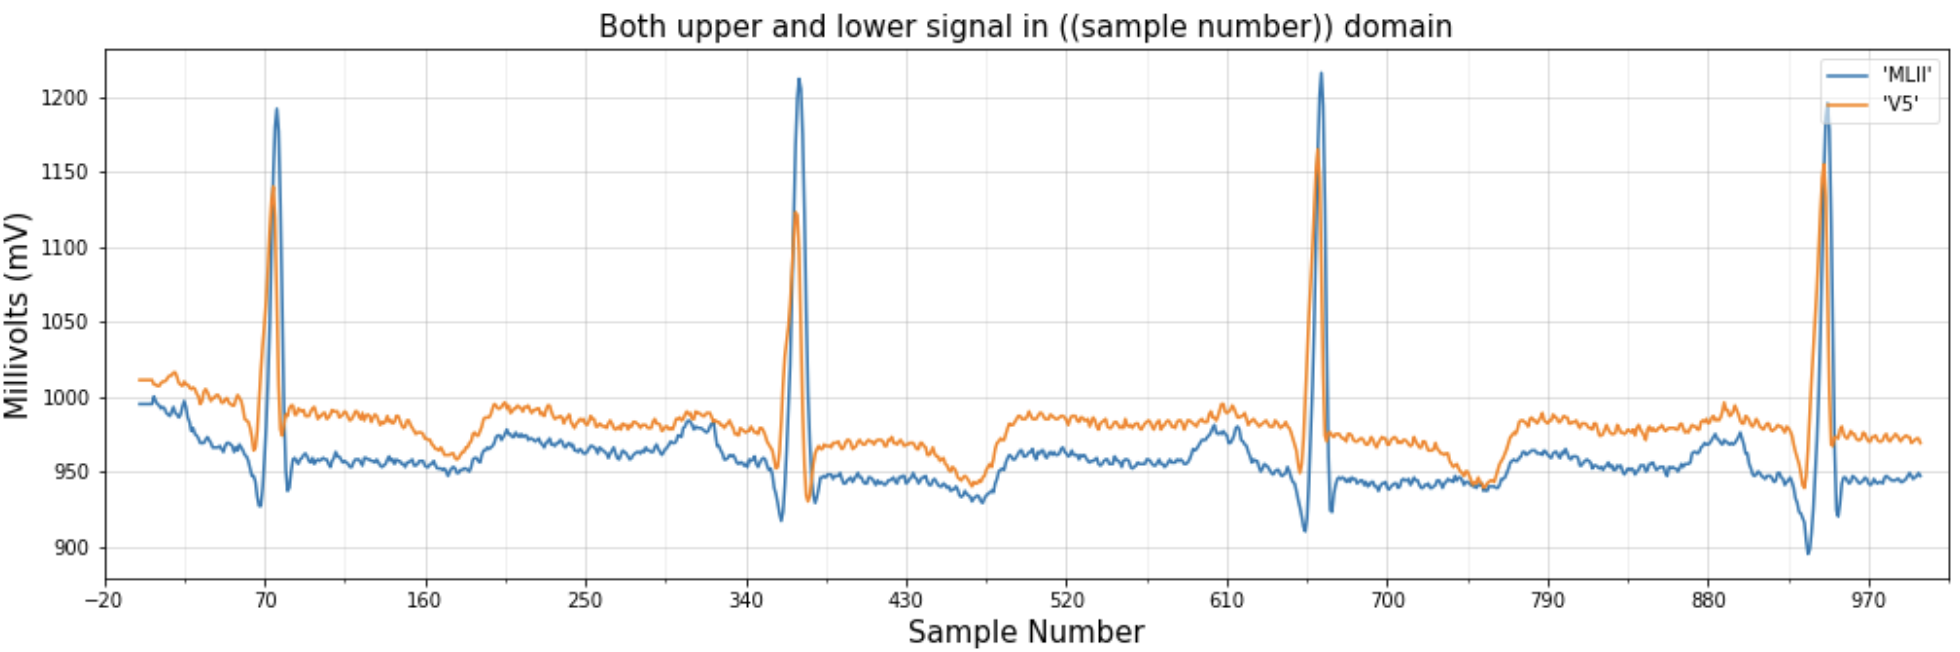 Both upper and lower signal in ((sample number)) domain
'MLII'
'V5'
Millivolts (mV)
1200
1150
1100
1050
1000
950
900
−20 70 160 250 340 430 520 610 700 790 880 970
Sample Number